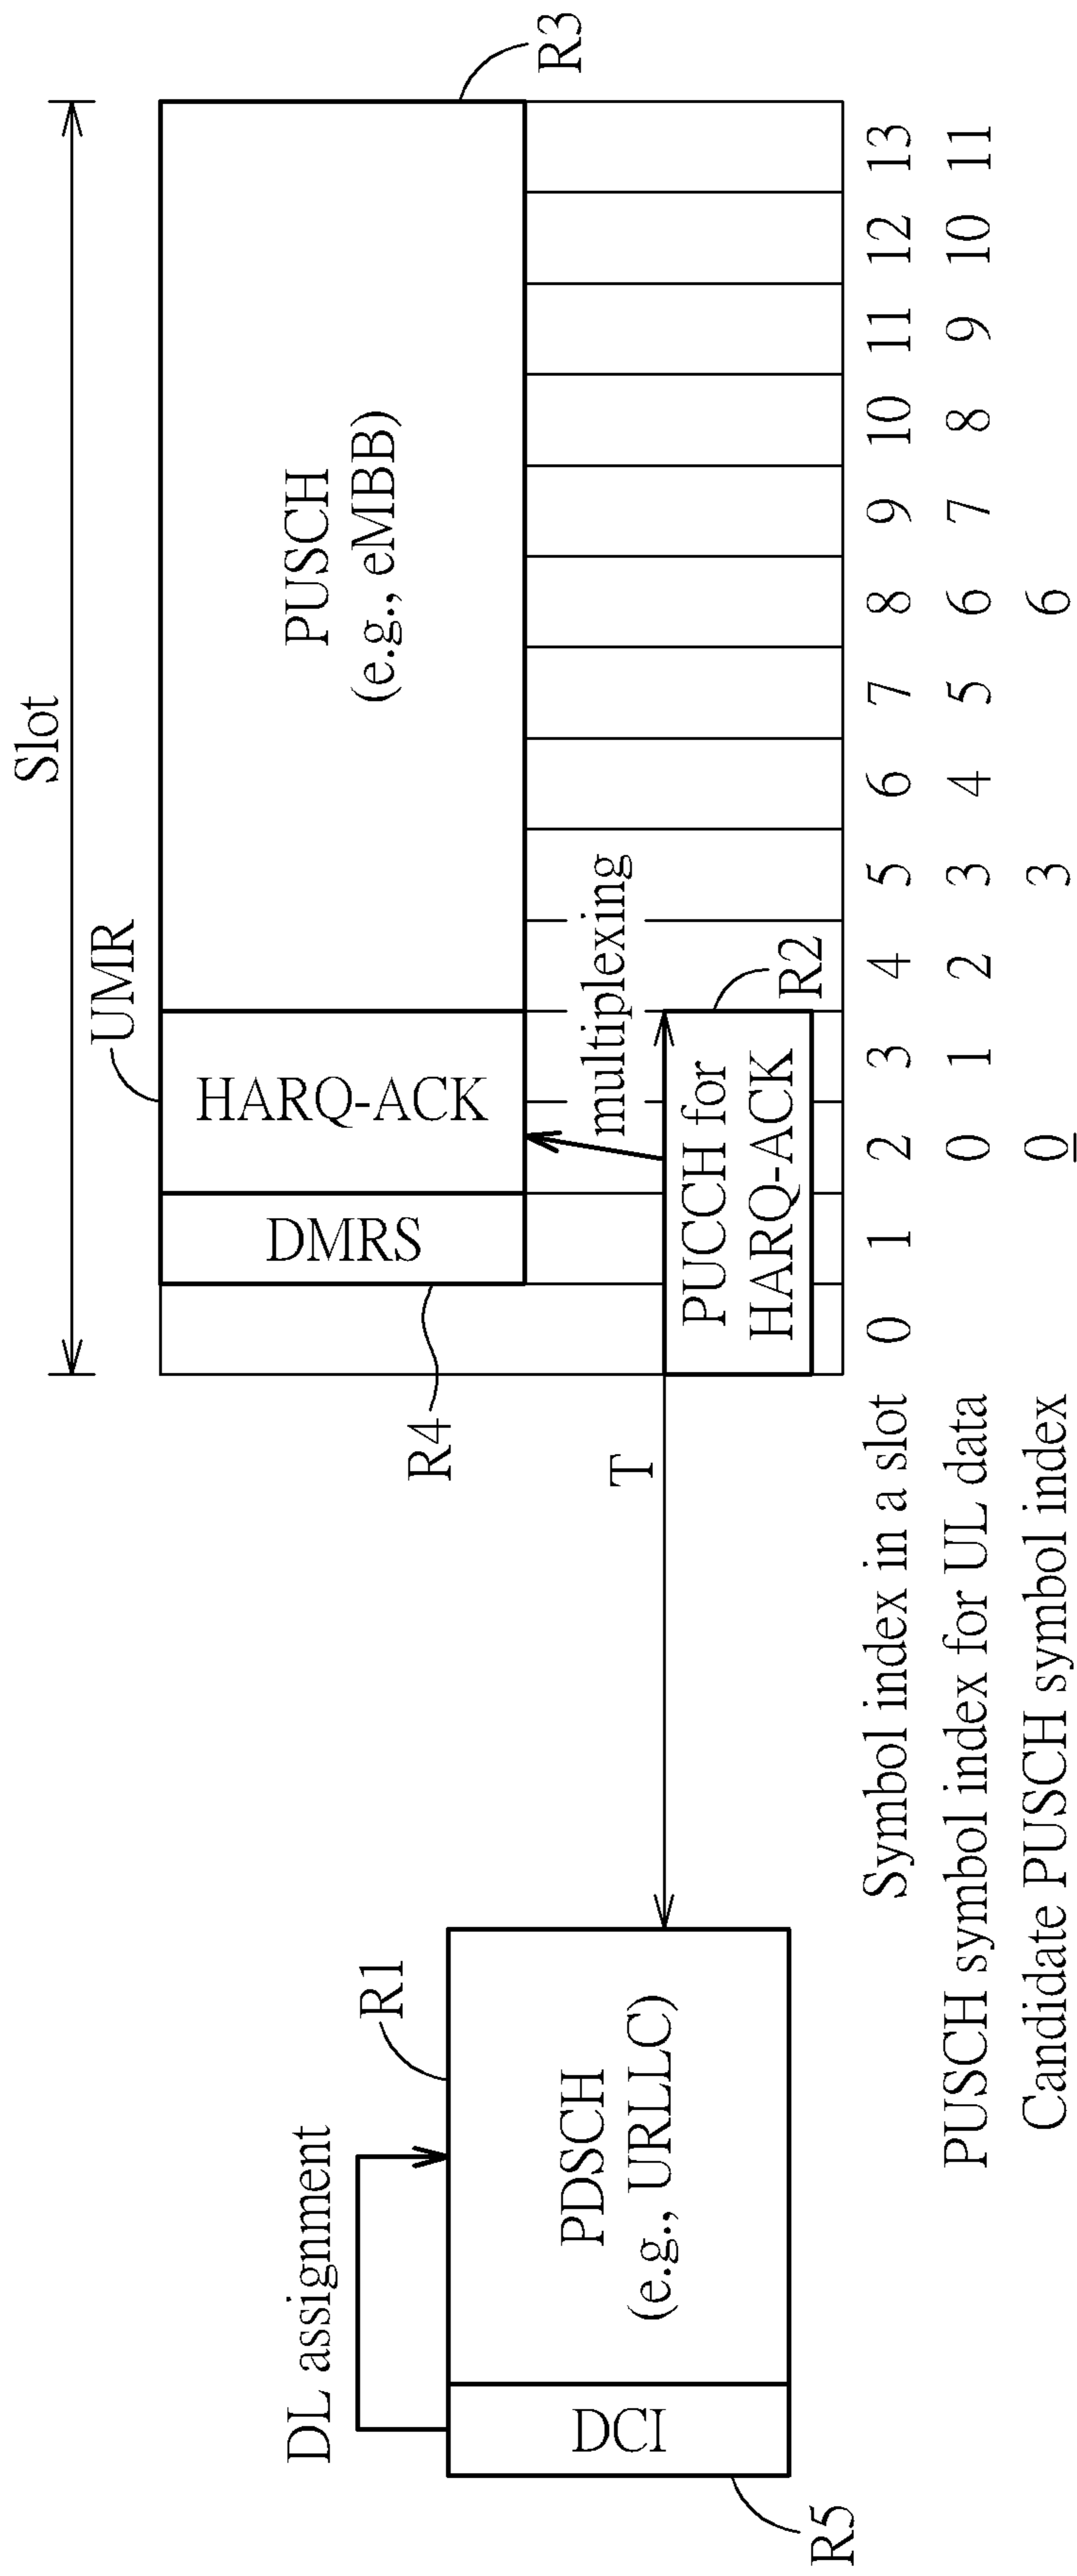 Slot
UMR
R3
DMRS
HARQ-ACK
PUSCH
(e.g., eMBB)
R4
multiplexing
T
PUCCH for
HARQ-ACK
R2
DL assignment
R1
DCI
PDSCH
(e.g., URLLC)
R5
Symbol index in a slot 0 1 2 3 4 5 6 7 8 9 10 11 12 13
PUSCH symbol index for UL data 0 1 2 3 4 5 6 7 8 9 10 11
Candidate PUSCH symbol index 0 3 6